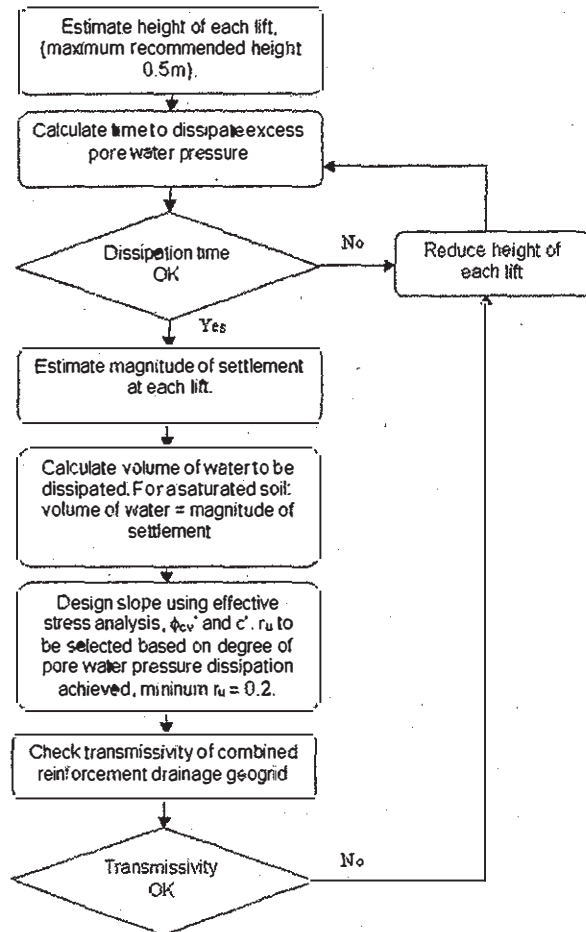 Estimate height of each lift,
(maximum recommended height
0.5m).
Calculate time to dissipate excess
pore water pressure
Dissipation time
OK
No
Reduce height of
each lift
Yes
Estimate magnitude of settlement
at each lift.
Calculate volume of water to be
dissipated. For a saturated soil:
volume of water = magnitude of
settlement
Design slope using effective
stress analysis, ϕcv' and c'. ru to
be selected based on degree of
pore water pressure dissipation
achieved, minimum ru = 0.2.
Check transmissivity of combined
reinforcement drainage geogrid
Transmissivity
OK
No